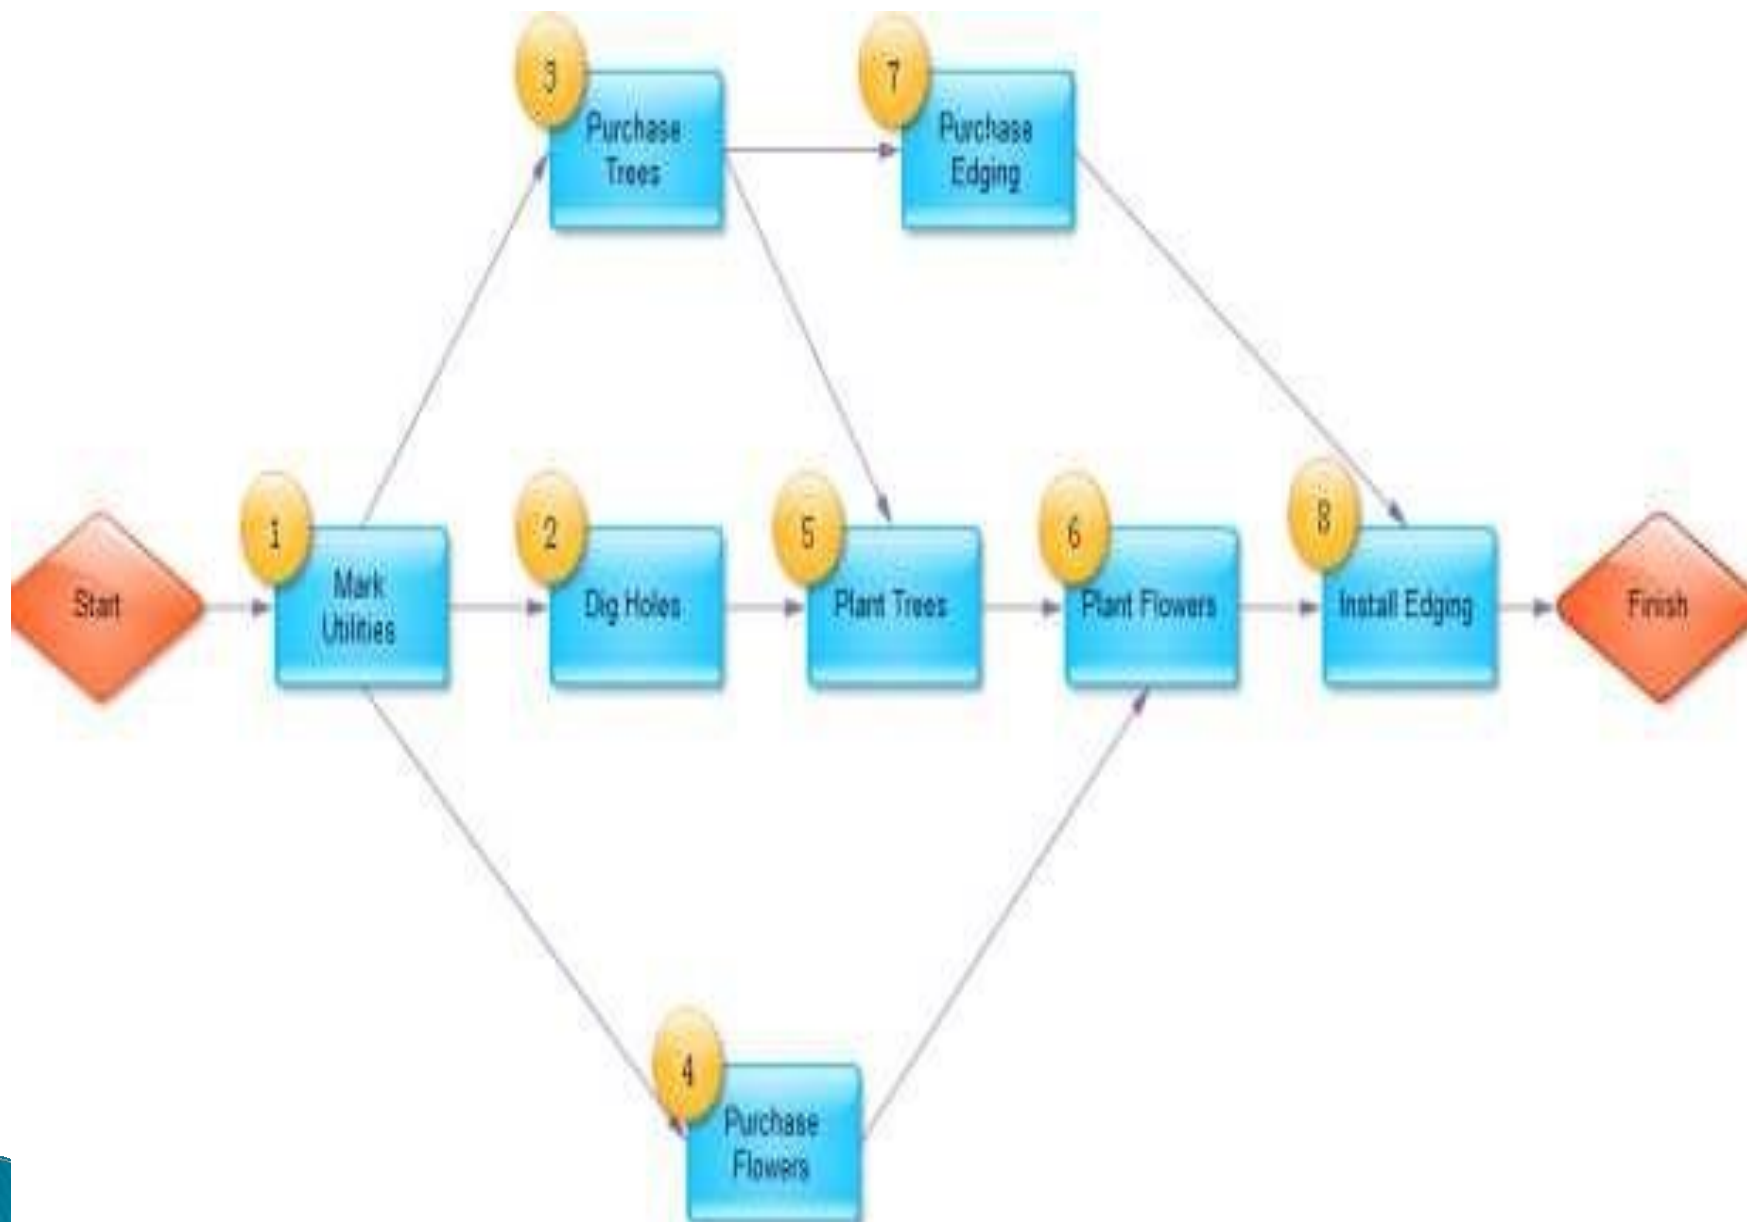 3
Purchase
Trees
7
Purchase
Edging
Start
1
Mark
Utilities
2
Dig Holes
5
Plant Trees
6
Plant Flowers
8
Install Edging
Finish
4
Purchase
Flowers